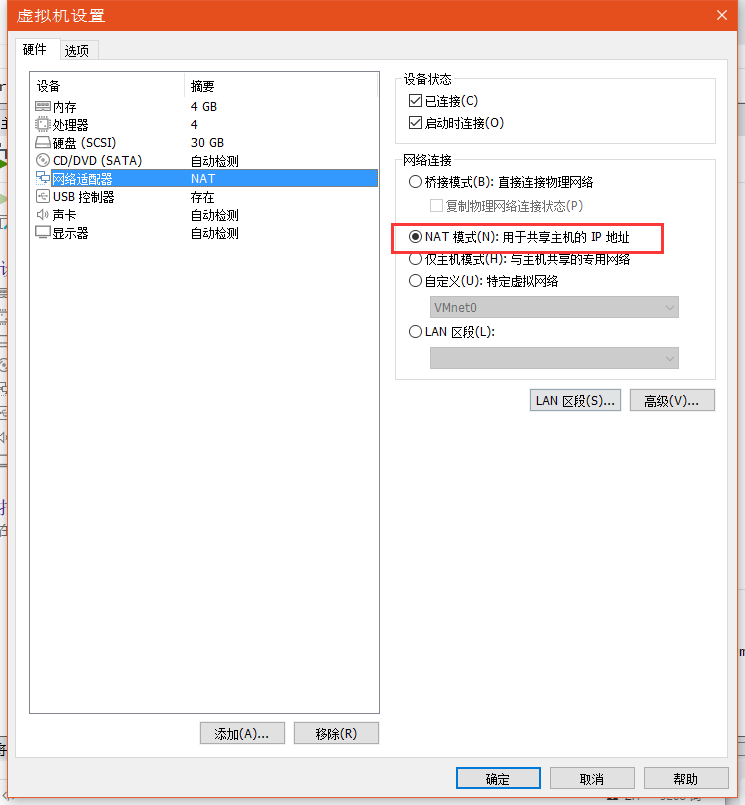 虚拟机设置
硬件 选项
设备 摘要
内存 4 GB
处理器 4
硬盘 (SCSI) 30 GB
CD/DVD (SATA) 自动检测
网络适配器 NAT
USB 控制器 存在
声卡 自动检测
显示器 自动检测
添加(A)... 移除(R)
设备状态
已连接(C)
启动时连接(O)
网络连接
桥接模式(B): 直接连接物理网络
复制物理网络连接状态(P)
NAT 模式(N): 用于共享主机的 IP 地址
仅主机模式(H): 与主机共享的专用网络
自定义(U): 特定虚拟网络
VMnet0
LAN 区段(L):
LAN 区段(S)... 高级(V)...
确定 取消 帮助